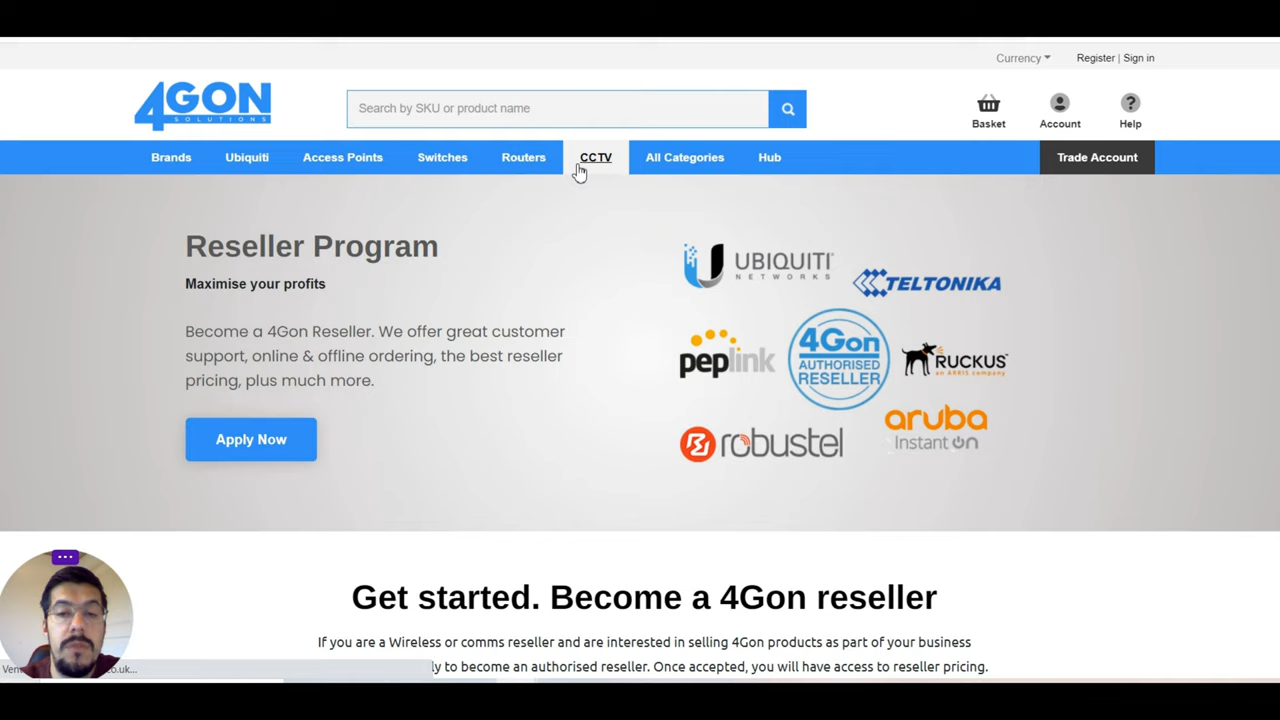 Currency
Register | Sign in
4GON
SOLUTIONS
Search by SKU or product name
Basket
Account
Help
Brands
Ubiquiti
Access Points
Switches
Routers
CCTV
All Categories
Hub
Trade Account
Reseller Program
Maximise your profits
Become a 4Gon Reseller. We offer great customer
support, online & offline ordering, the best reseller
pricing, plus much more.
Apply Now
UBIQUITI
NETWORKS
TELTONIKA
peplink
4Gon
AUTHORISED
RESELLER
RUCKUS
an ARRIS company
robustel
aruba
Instant On
Get started. Become a 4Gon reseller
If you are a Wireless or comms reseller and are interested in selling 4Gon products as part of your business
ly to become an authorised reseller. Once accepted, you will have access to reseller pricing.
co.uk...